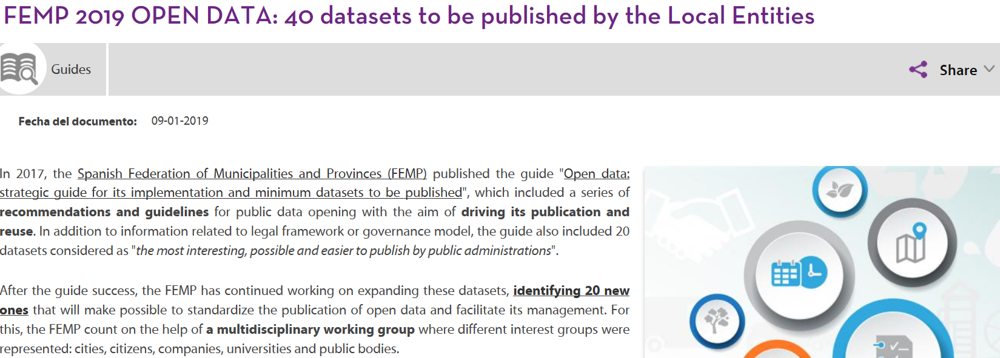 FEMP 2019 OPEN DATA: 40 datasets to be published by the Local Entities
Guides
Share
Fecha del documento: 09-01-2019
In 2017, the Spanish Federation of Municipalities and Provinces (FEMP) published the guide "Open data:
strategic guide for its implementation and minimum datasets to be published", which included a series of
recommendations and guidelines for public data opening with the aim of driving its publication and
reuse. In addition to information related to legal framework or governance model, the guide also included 20
datasets considered as "the most interesting, possible and easier to publish by public administrations".
After the guide success, the FEMP has continued working on expanding these datasets, identifying 20 new
ones that will make possible to standardize the publication of open data and facilitate its management. For
this, the FEMP count on the help of a multidisciplinary working group where different interest groups were
represented: cities, citizens, companies, universities and public bodies.